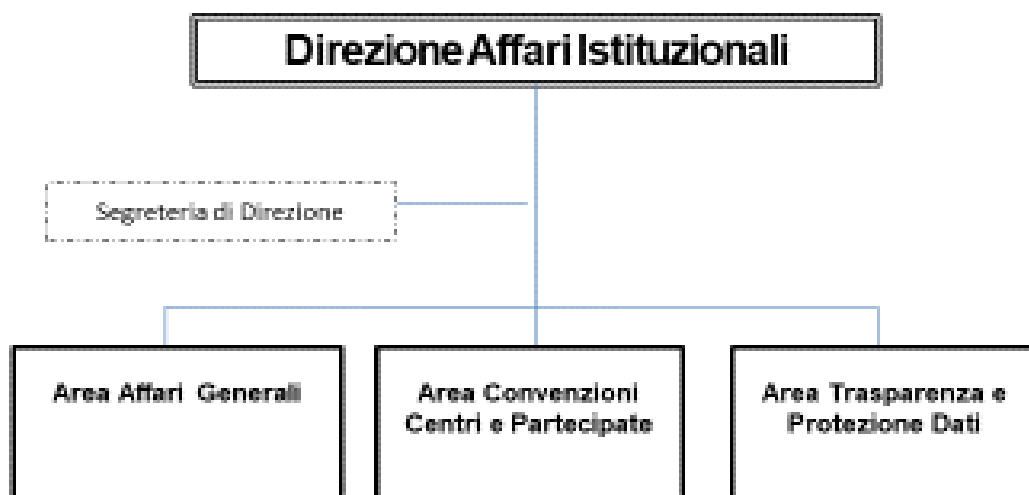 Direzione Affari Istituzionali
Segreteria di Direzione
Area Affari Generali
Area Convenzioni
Centri e Partecipate
Area Trasparenza e
Protezione Dati